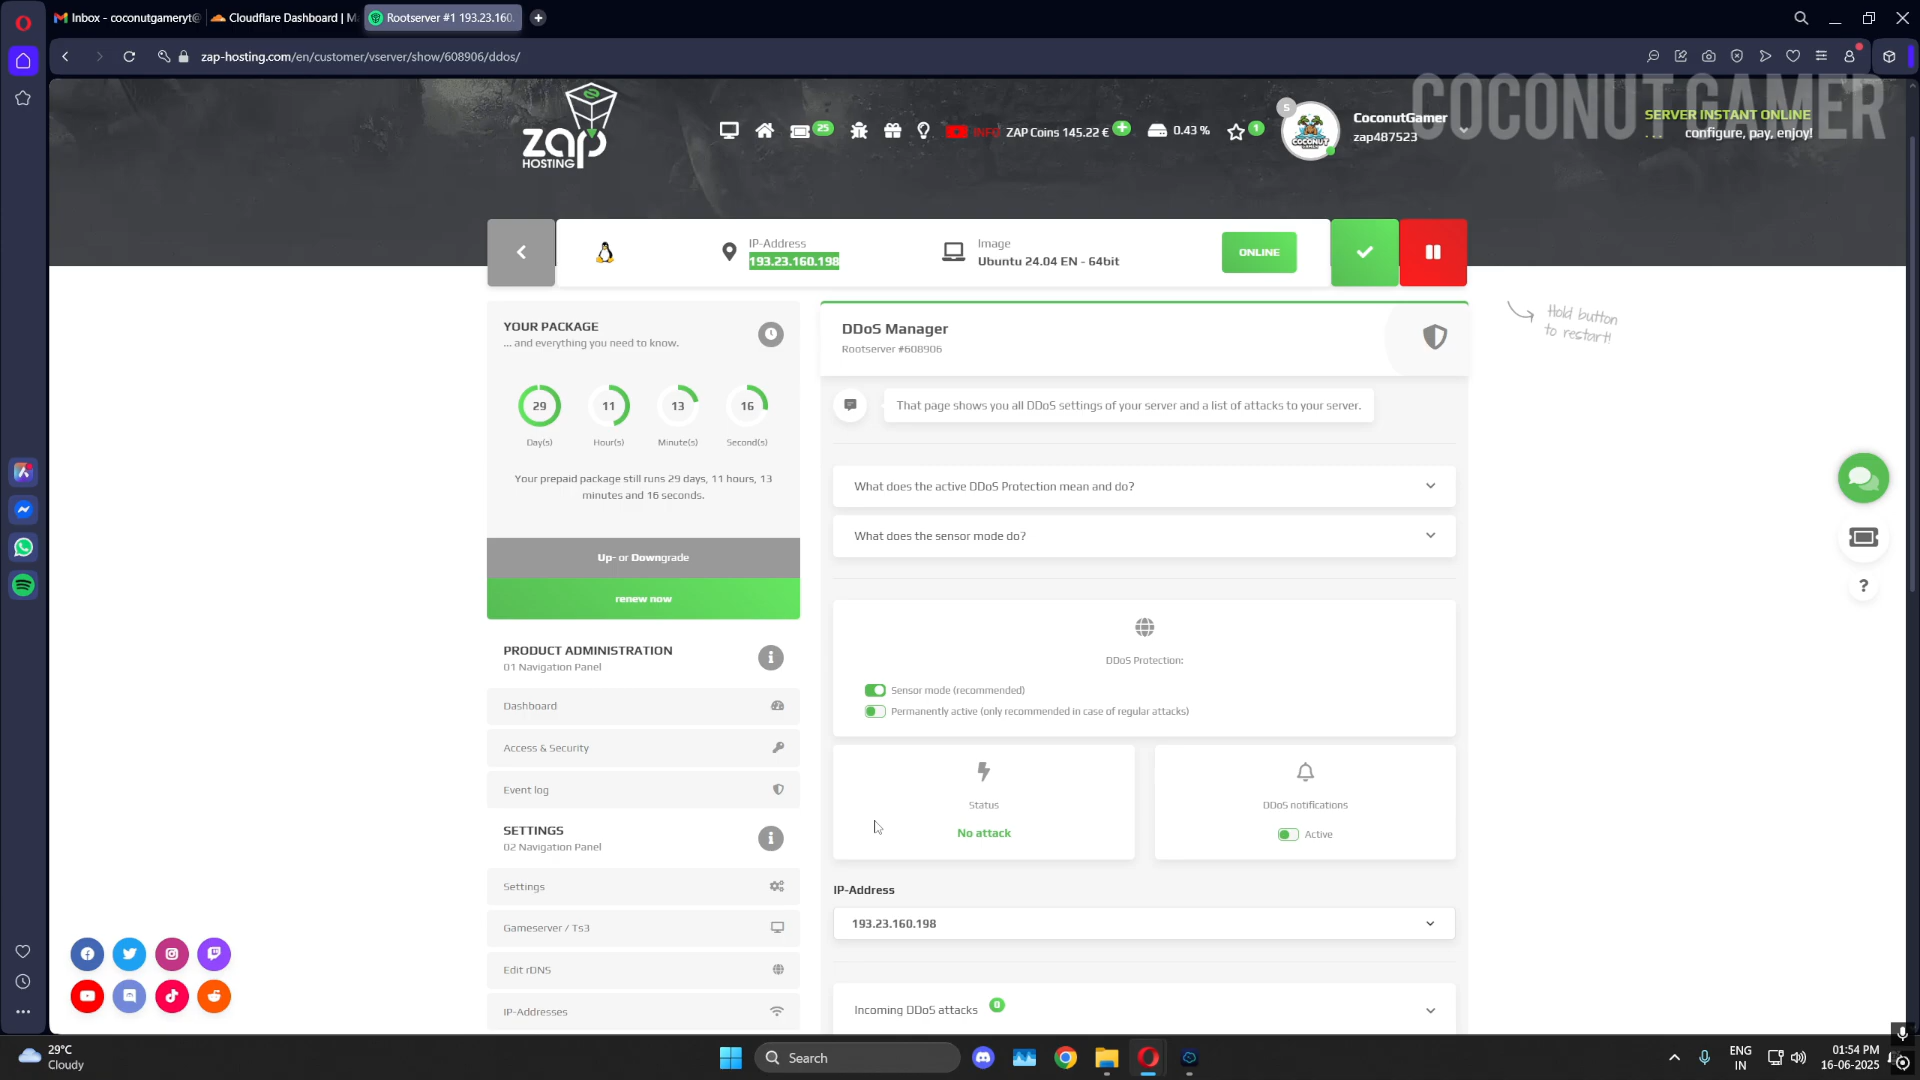 Inbox - coconutgameryt@
Cloudflare Dashboard | Ma
Rootserver #1 193.23.160.
zap-hosting.com/en/customer/vserver/show/608906/ddos/
COCONUT GAMER
zap
HOSTING
25
INFO
ZAP Coins 145.22 €
0.43 %
1
5
CoconutGamer
zap487523
SERVER INSTANT ONLINE
configure, pay, enjoy!
IP-Address
193.23.160.198
Image
Ubuntu 24.04 EN - 64bit
ONLINE
Hold button
to restart!
YOUR PACKAGE
... and everything you need to know.
29
11
13
16
Day(s)
Hour(s)
Minute(s)
Second(s)
Your prepaid package still runs 29 days, 11 hours, 13
minutes and 16 seconds.
Up- or Downgrade
renew now
PRODUCT ADMINISTRATION
01 Navigation Panel
Dashboard
Access & Security
Event log
SETTINGS
02 Navigation Panel
Settings
Gameserver / Ts3
Edit rDNS
IP-Addresses
DDoS Manager
Rootserver #608906
That page shows you all DDoS settings of your server and a list of attacks to your server.
What does the active DDoS Protection mean and do?
What does the sensor mode do?
DDoS Protection:
Sensor mode (recommended)
Permanently active (only recommended in case of regular attacks)
Status
No attack
DDoS notifications
Active
IP-Address
193.23.160.198
Incoming DDoS attacks
0
?
29°C
Cloudy
Search
ENG
IN
01:54 PM
16-06-2025